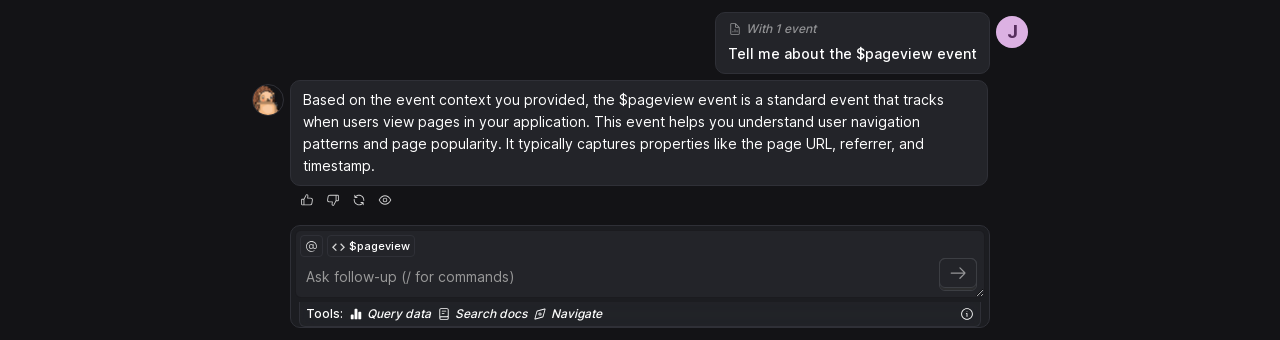 With 1 event
Tell me about the $pageview event
J
Based on the event context you provided, the $pageview event is a standard event that tracks
when users view pages in your application. This event helps you understand user navigation
patterns and page popularity. It typically captures properties like the page URL, referrer, and
timestamp.
@ <> $pageview
Ask follow-up (/ for commands)
Tools: Query data Search docs Navigate